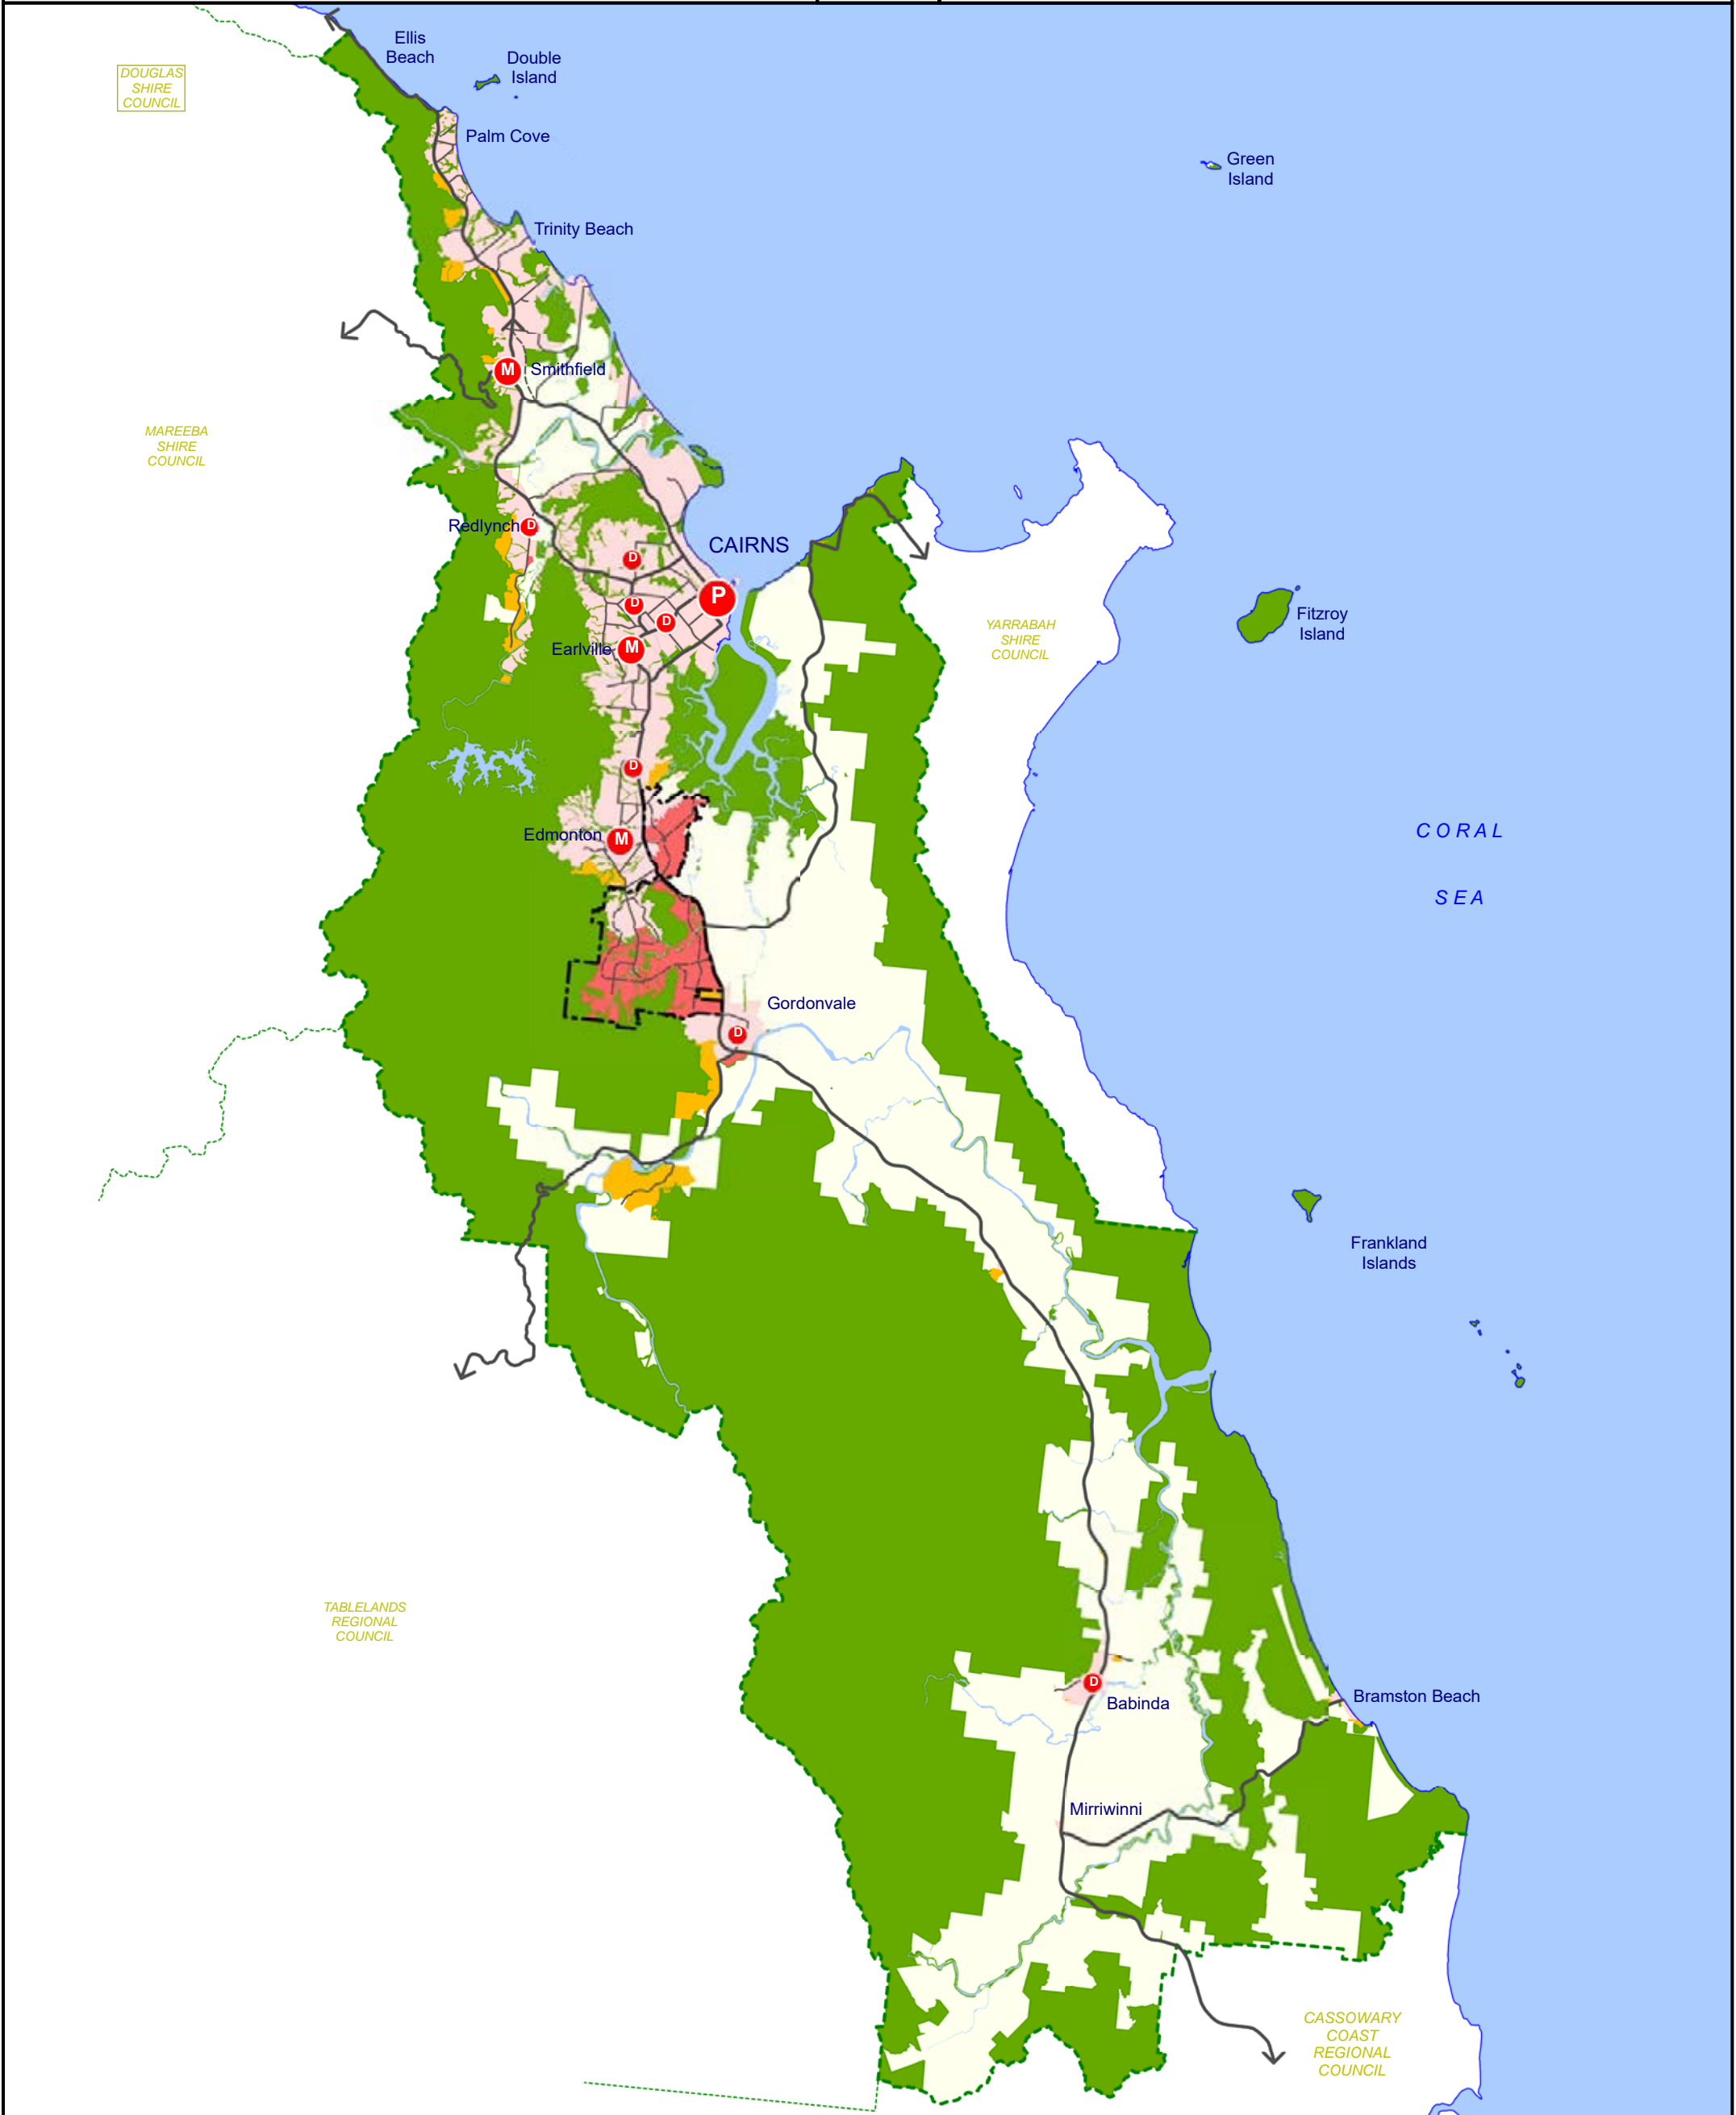 Ellis
Beach
Double
Island
DOUGLAS
SHIRE
COUNCIL
Palm Cove
Green
Island
Trinity Beach
M
Smithfield
MAREEBA
SHIRE
COUNCIL
Redlynch
D
CAIRNS
D
P
D
D
Fitzroy
Island
YARRABAH
SHIRE
COUNCIL
Earlville
M
D
Edmonton
M
CORAL
SEA
Gordonvale
D
Frankland
Islands
TABLELANDS
REGIONAL
COUNCIL
D
Babinda
Bramston Beach
Mirriwinni
CASSOWARY
COAST
REGIONAL
COUNCIL